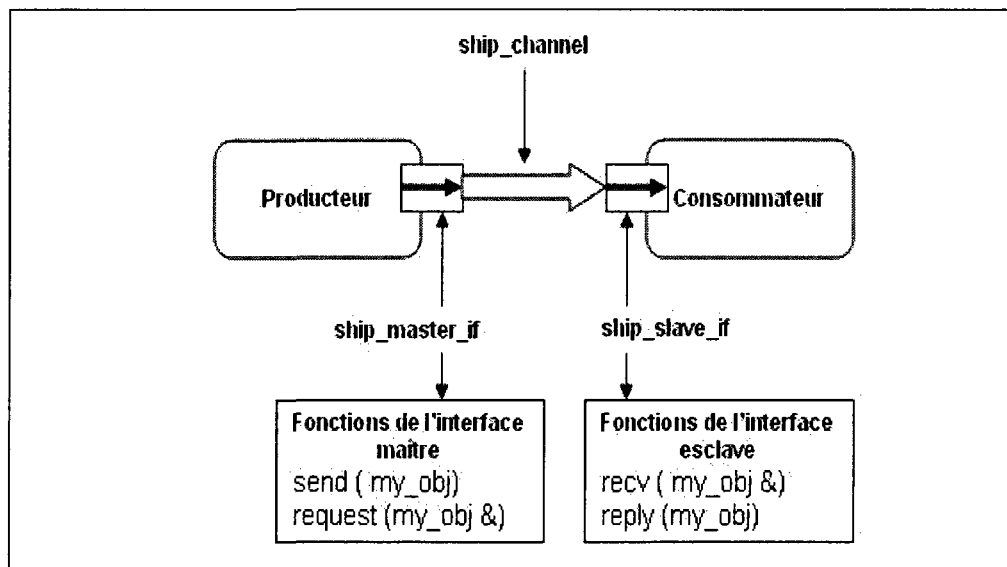 ship_channel
Producteur
Consommateur
ship_master_if
ship_slave_if
Fonctions de l'interface
maître
send ( my_obj)
request (my_obj &)
Fonctions de l'interface
esclave
recv ( my_obj &)
reply (my_obj)